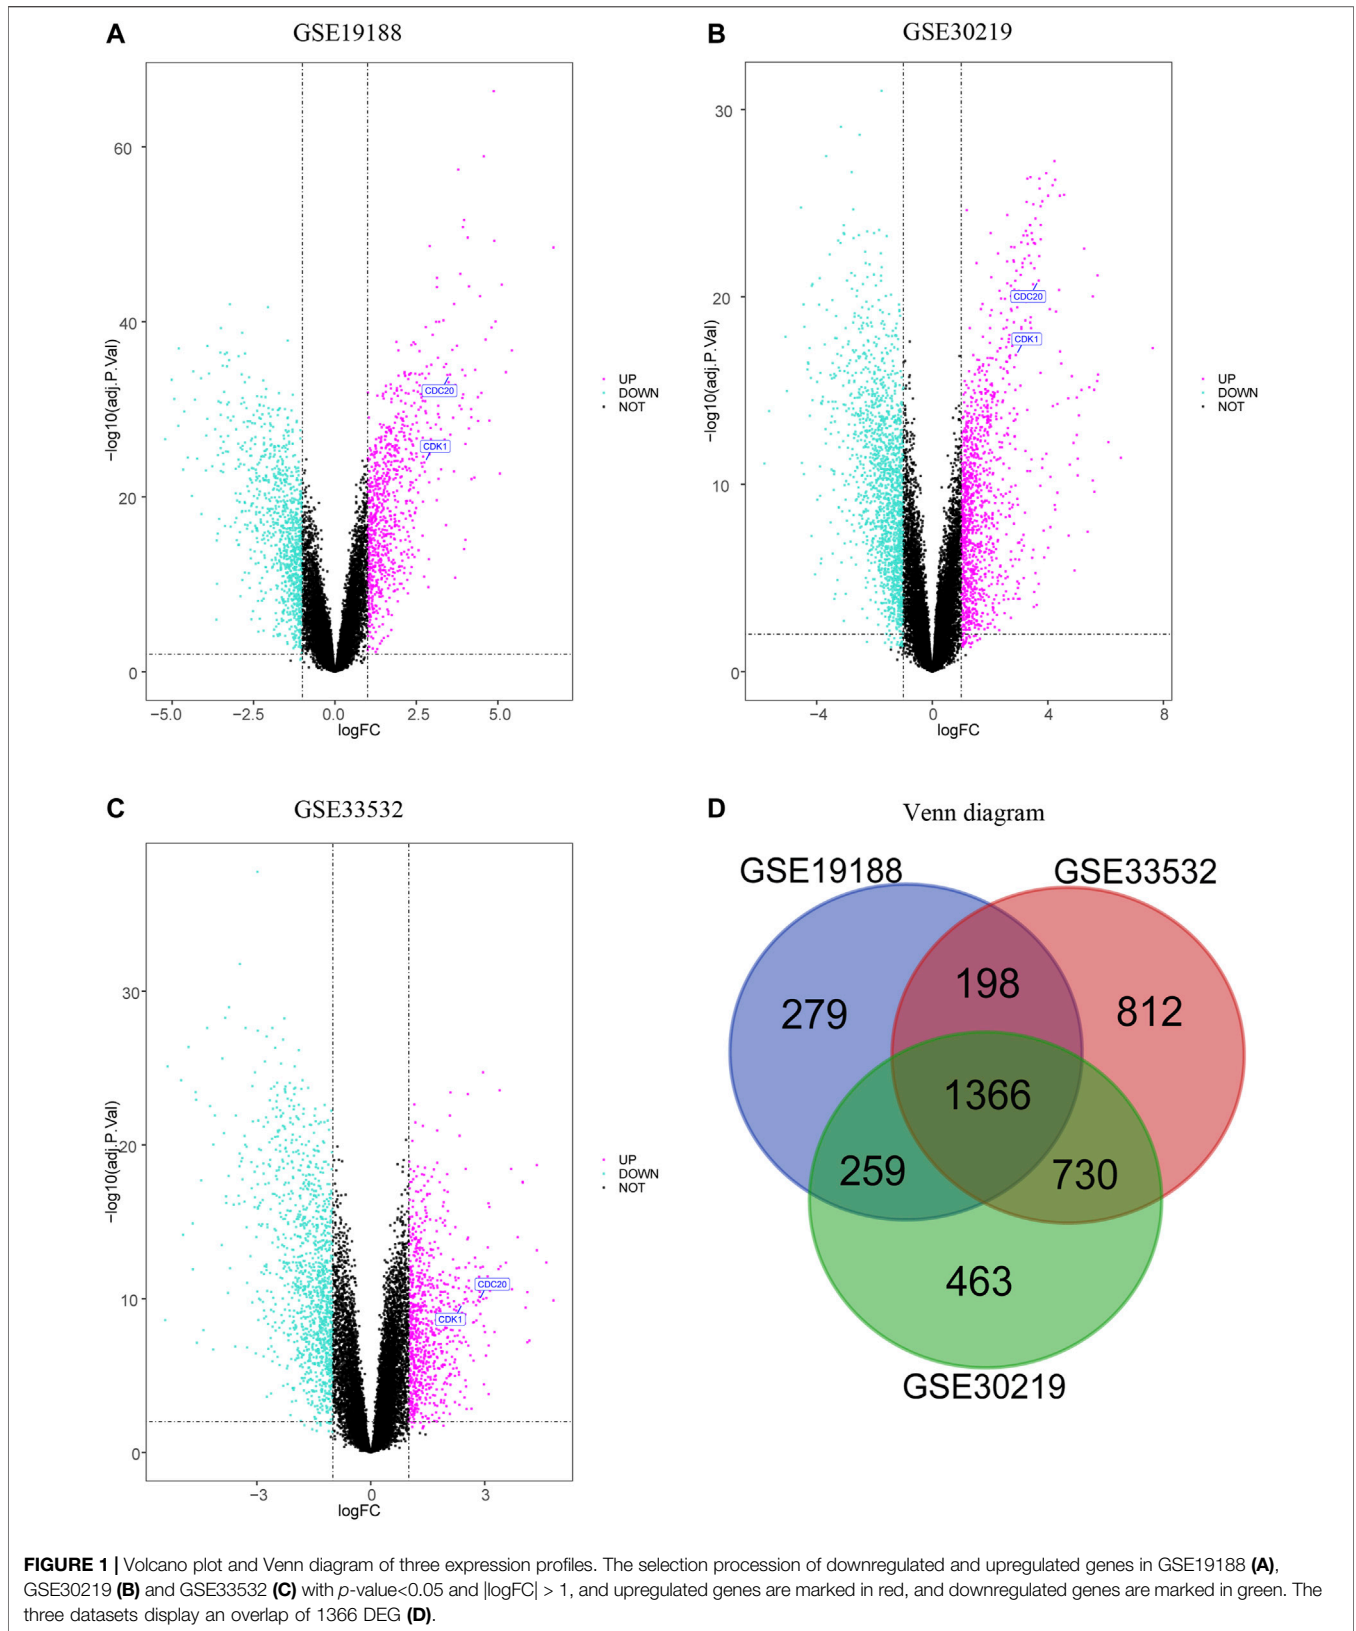 A
GSE19188
60
40
20
0
−log10(adj.P.Val)
CDC20
CDK1
UP
DOWN
NOT
−5.0
−2.5
0.0
2.5
5.0
logFC
B
GSE30219
30
20
10
0
−log10(adj.P.Val)
CDC20
CDK1
UP
DOWN
NOT
−4
0
4
8
logFC
C
GSE33532
30
20
10
0
−log10(adj.P.Val)
CDC20
CDK1
UP
DOWN
NOT
−3
0
3
logFC
D
Venn diagram
GSE19188
GSE33532
198
279
812
1366
259
730
463
GSE30219
FIGURE 1 | Volcano plot and Venn diagram of three expression profiles. The selection procession of downregulated and upregulated genes in GSE19188 (A),
GSE30219 (B) and GSE33532 (C) with p-value<0.05 and |logFC| > 1, and upregulated genes are marked in red, and downregulated genes are marked in green. The
three datasets display an overlap of 1366 DEG (D).